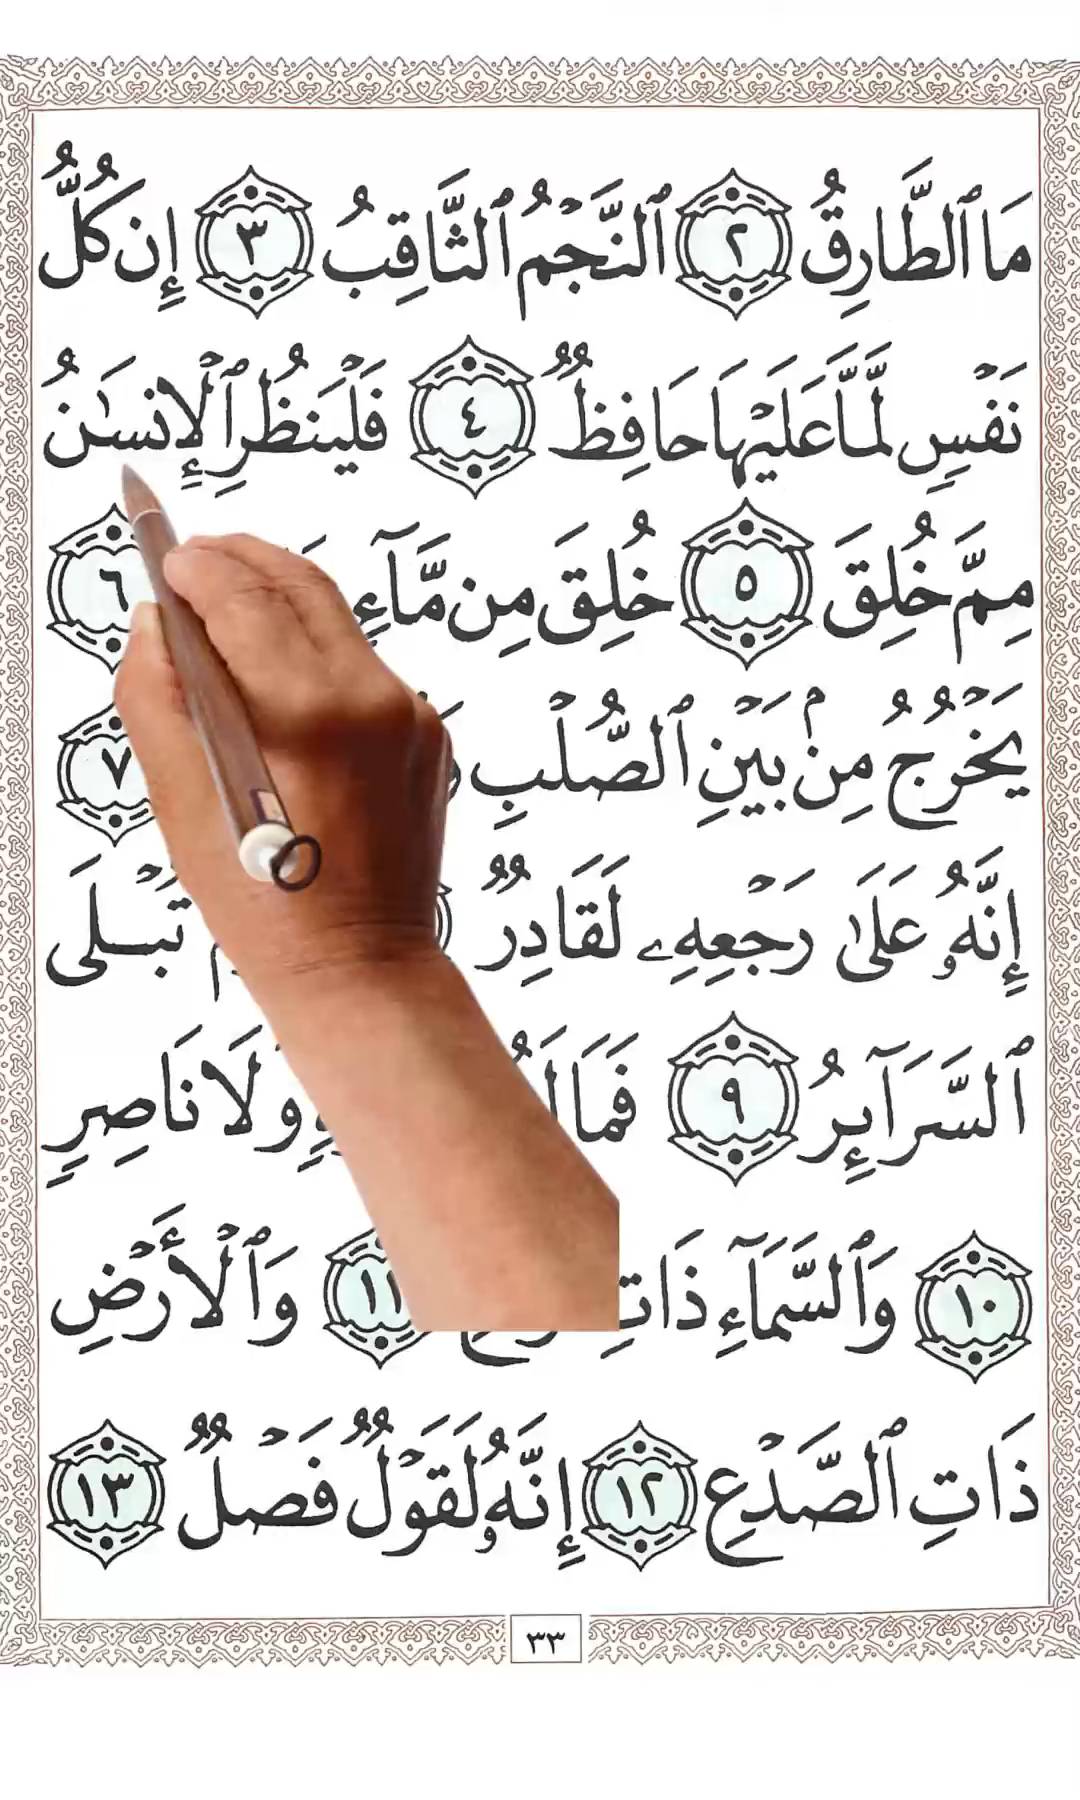 مَا ٱلطَّارِقُ ٢ ٱلنَّجْمُ ٱلثَّاقِبُ ٣ إِن كُلُّ
نَفْسٍ لَّمَّا عَلَيْهَا حَافِظٌ ٤ فَلْيَنظُرِ ٱلْإِنسَٰنُ
مِمَّ خُلِقَ ٥ خُلِقَ مِن مَّآءٍ ٦
يَخْرُجُ مِنۢ بَيْنِ ٱلصُّلْبِ ٧
إِنَّهُۥ عَلَىٰ رَجْعِهِۦ لَقَادِرٌ تُبْلَى
ٱلسَّرَآئِرُ ٩ فَمَا وَلَا نَاصِرٍ
١٠ وَٱلسَّمَآءِ ذَاتِ ١١ وَٱلْأَرْضِ
ذَاتِ ٱلصَّدْعِ ١٢ إِنَّهُۥ لَقَوْلٌ فَصْلٌ ١٣
٣٣